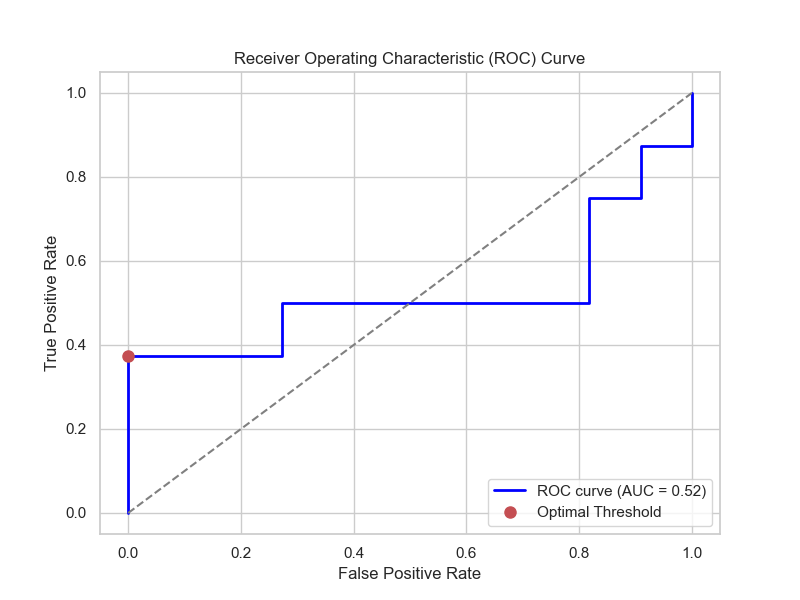 Receiver Operating Characteristic (ROC) Curve
True Positive Rate
1.0
0.8
0.6
0.4
0.2
0.0
ROC curve (AUC = 0.52)
Optimal Threshold
0.0 0.2 0.4 0.6 0.8 1.0
False Positive Rate